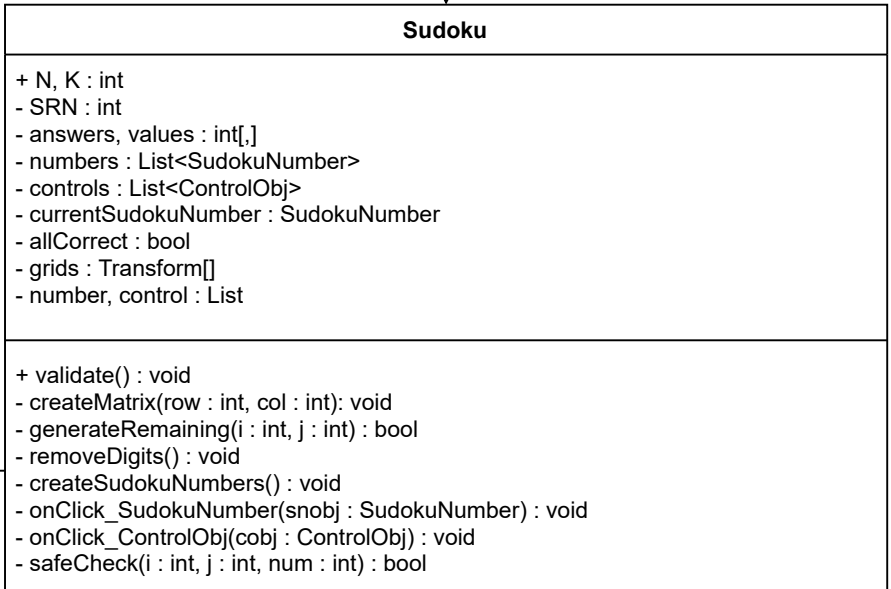 Sudoku
+ N, K : int
- SRN : int
- answers, values : int[,]
- numbers : List<SudokuNumber>
- controls : List<ControlObj>
- currentSudokuNumber : SudokuNumber
- allCorrect : bool
- grids : Transform[]
- number, control : List
+ validate() : void
- createMatrix(row : int, col : int): void
- generateRemaining(i : int, j : int) : bool
- removeDigits() : void
- createSudokuNumbers() : void
- onClick_SudokuNumber(snobj : SudokuNumber) : void
- onClick_ControlObj(cobj : ControlObj) : void
- safeCheck(i : int, j : int, num : int) : bool